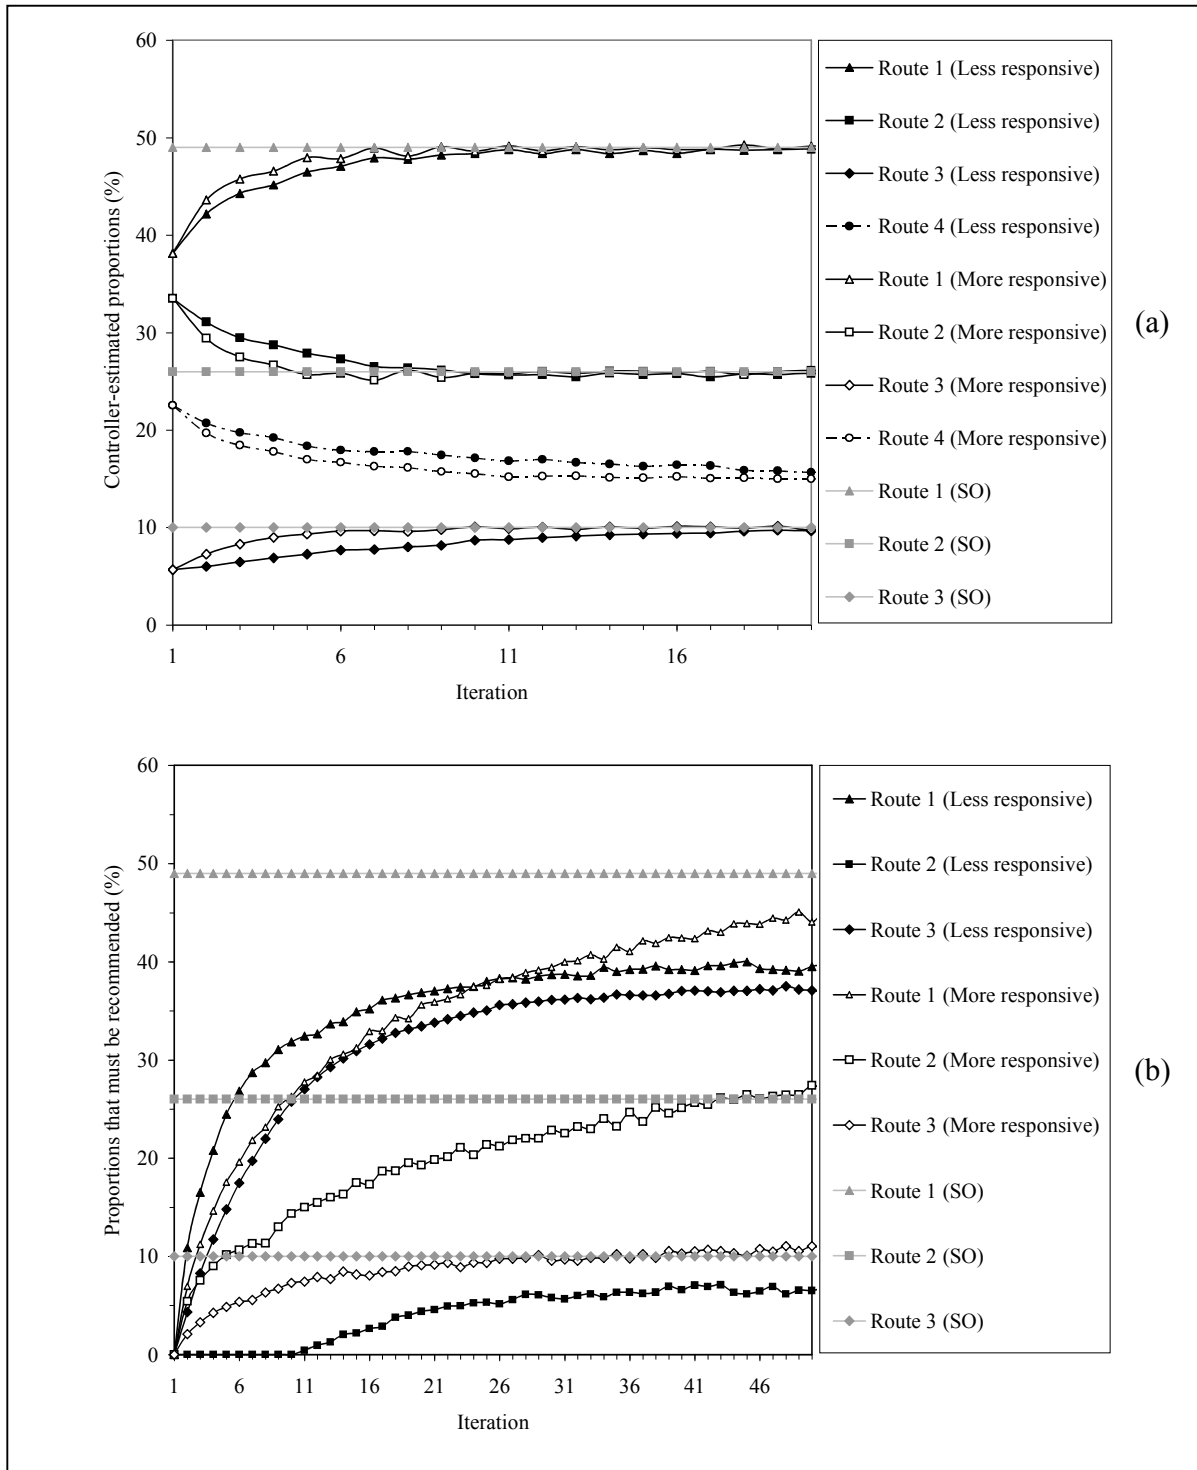 60
50
40
30
20
10
0
Controller-estimated proportions (%)
1 6 11 16
Iteration
Route 1 (Less responsive)
Route 2 (Less responsive)
Route 3 (Less responsive)
Route 4 (Less responsive)
Route 1 (More responsive)
Route 2 (More responsive)
Route 3 (More responsive)
Route 4 (More responsive)
Route 1 (SO)
Route 2 (SO)
Route 3 (SO)
(a)
60
50
40
30
20
10
0
Proportions that must be recommended (%)
1 6 11 16 21 26 31 36 41 46
Iteration
Route 1 (Less responsive)
Route 2 (Less responsive)
Route 3 (Less responsive)
Route 1 (More responsive)
Route 2 (More responsive)
Route 3 (More responsive)
Route 1 (SO)
Route 2 (SO)
Route 3 (SO)
(b)